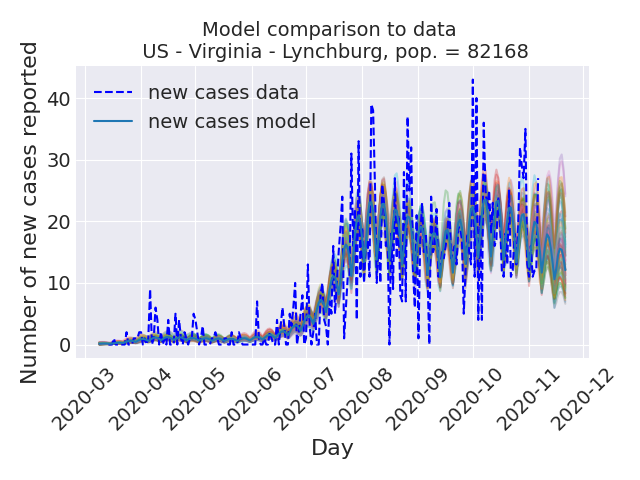 Model comparison to data
US - Virginia - Lynchburg, pop. = 82168
Number of new cases reported
40
30
20
10
0
new cases data
new cases model
2020-03
2020-04
2020-05
2020-06
2020-07
2020-08
2020-09
2020-10
2020-11
2020-12
Day